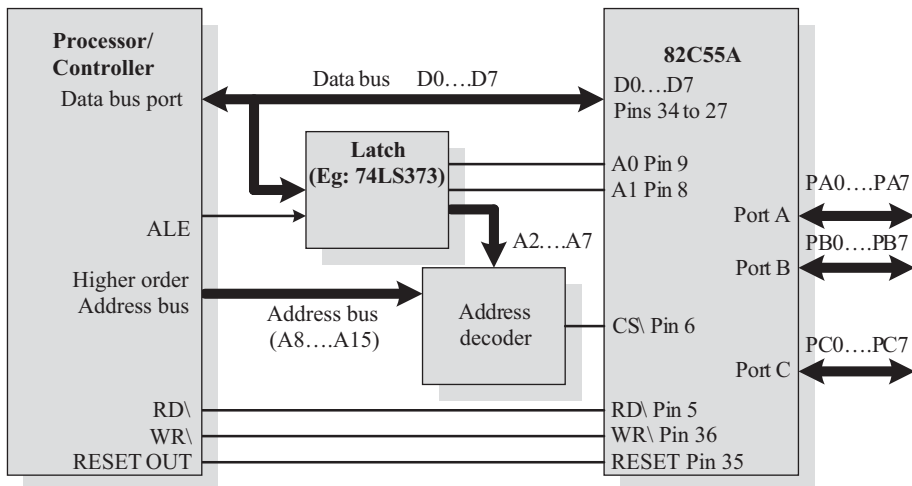 Processor/
Controller
Data bus port
ALE
Higher order
Address bus
RD\
WR\
RESET OUT
Data bus D0....D7
Latch
(Eg: 74LS373)
A2....A7
Address bus
(A8....A15)
Address
decoder
82C55A
D0....D7
Pins 34 to 27
A0 Pin 9
A1 Pin 8
CS\ Pin 6
RD\ Pin 5
WR\ Pin 36
RESET Pin 35
Port A
Port B
Port C
PA0....PA7
PB0....PB7
PC0....PC7